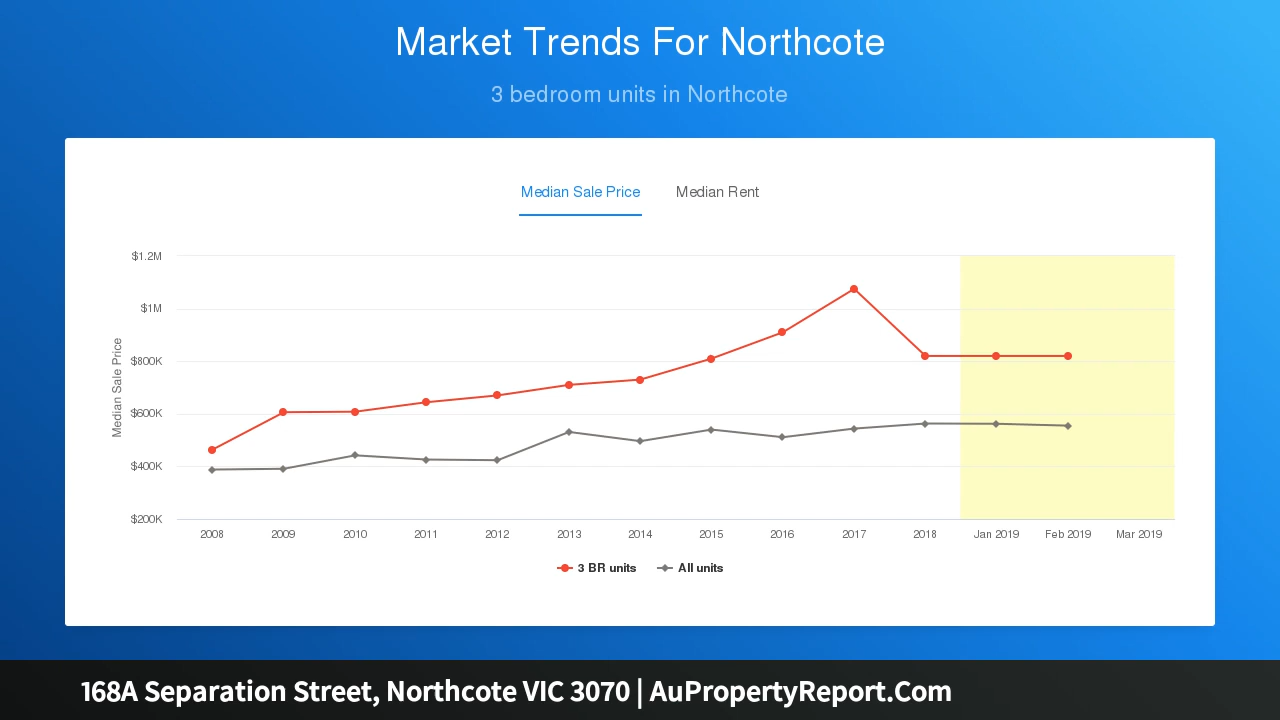 Market Trends For Northcote
3 bedroom units in Northcote
Median Sale Price Median Rent
$1.2M
$1M
$800K
$600K
$400K
$200K
Median Sale Price
2008 2009 2010 2011 2012 2013 2014 2015 2016 2017 2018 Jan 2019 Feb 2019 Mar 2019
3 BR units All units
168A Separation Street, Northcote VIC 3070 | AuPropertyReport.Com